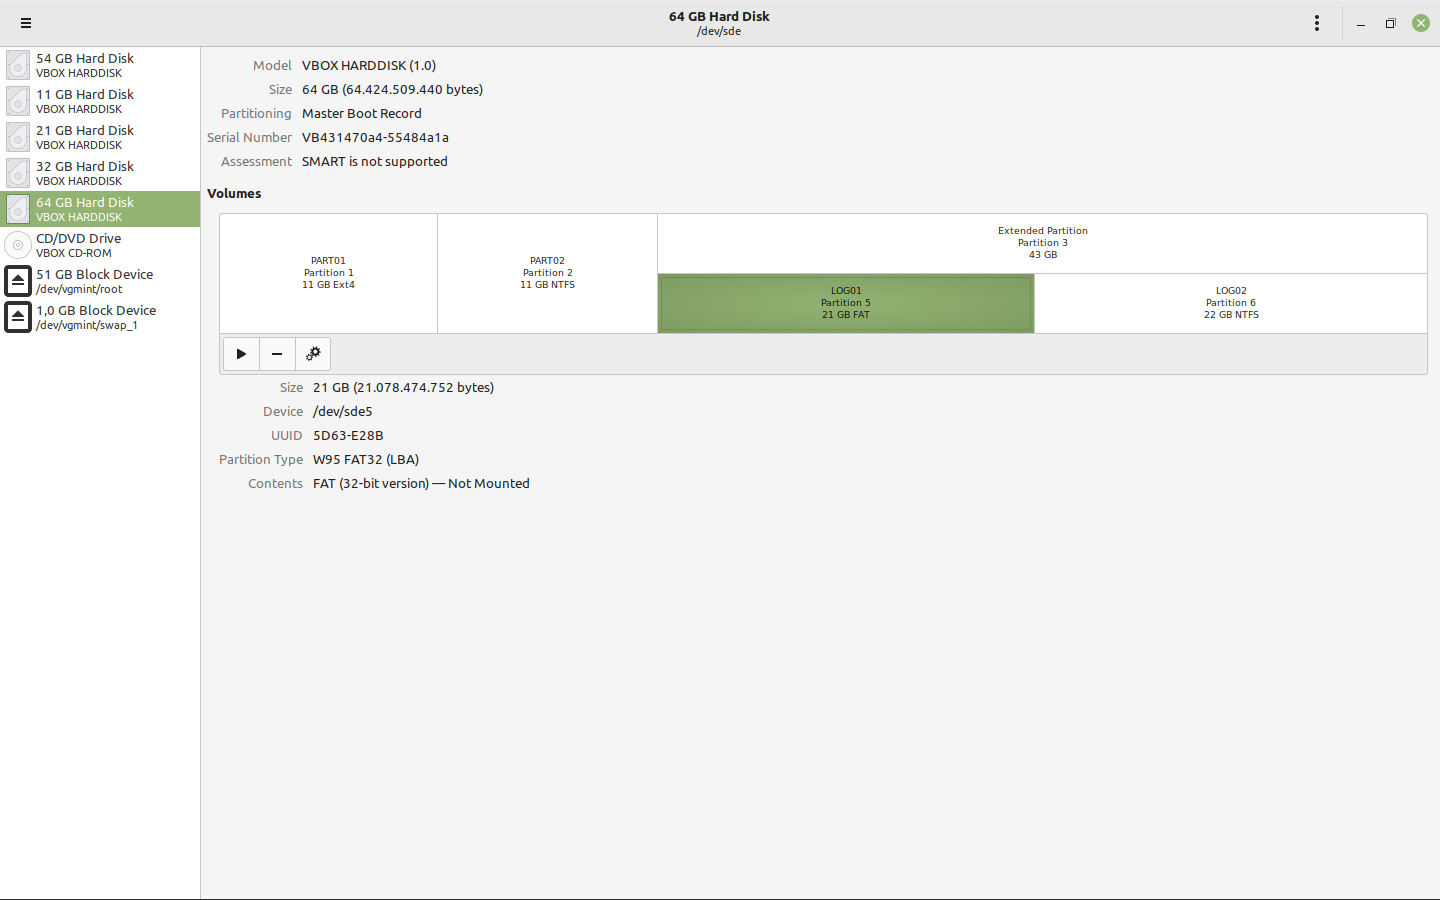 64 GB Hard Disk
/dev/sde
54 GB Hard Disk
VBOX HARDDISK
11 GB Hard Disk
VBOX HARDDISK
21 GB Hard Disk
VBOX HARDDISK
32 GB Hard Disk
VBOX HARDDISK
64 GB Hard Disk
VBOX HARDDISK
CD/DVD Drive
VBOX CD-ROM
51 GB Block Device
/dev/vgmint/root
1,0 GB Block Device
/dev/vgmint/swap_1
Model VBOX HARDDISK (1.0)
Size 64 GB (64.424.509.440 bytes)
Partitioning Master Boot Record
Serial Number VB431470a4-55484a1a
Assessment SMART is not supported
Volumes
PART01
Partition 1
11 GB Ext4
PART02
Partition 2
11 GB NTFS
Extended Partition
Partition 3
43 GB
LOG01
Partition 5
21 GB FAT
LOG02
Partition 6
22 GB NTFS
Size 21 GB (21.078.474.752 bytes)
Device /dev/sde5
UUID 5D63-E28B
Partition Type W95 FAT32 (LBA)
Contents FAT (32-bit version) — Not Mounted